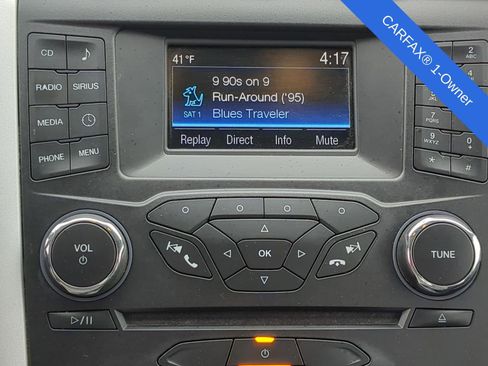 CARFAX® 1-Owner
41°F 4:17
9 90s on 9
Run-Around ('95)
SAT 1 Blues Traveler
Replay Direct Info Mute
CD
RADIO SIRIUS
MEDIA
PHONE MENU
2 ABC
7 PQRS
9 WXYZ 0 +
* #
VOL
OK
TUNE